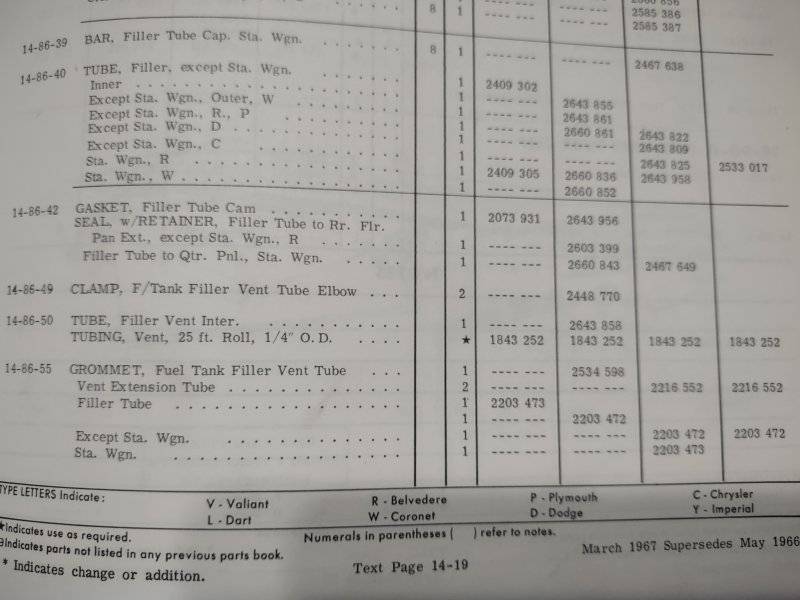 8 1 ---- --- ---- ---
2585 386
2585 387
14-86-39 BAR, Filler Tube Cap. Sta. Wgn. . . . . . . . 8 1 ---- --- ---- --- 2467 638
14-86-40 TUBE, Filler, except Sta. Wgn. . . . . . . .
Inner . . . . . . . . . . . . . . . . . 1 2409 302
Except Sta. Wgn., Outer, W . . . . . . . . 1 ---- --- 2643 855
Except Sta. Wgn., R., P . . . . . . . . 1 ---- --- 2643 861
Except Sta. Wgn., D . . . . . . . . . . 1 ---- --- 2660 861 2643 822
Except Sta. Wgn., C . . . . . . . . . . 1 ---- --- ---- --- 2643 809
Sta. Wgn., R . . . . . . . . . . . . . 1 ---- --- ---- --- 2643 825 2533 017
Sta. Wgn., W . . . . . . . . . . . . . . 1 2409 305 2660 836 2643 958
1 ---- --- 2660 852
14-86-42 GASKET, Filler Tube Cam . . . . . . . . . 1 2073 931 2643 956
SEAL, w/RETAINER, Filler Tube to Rr. Flr.
Pan Ext., except Sta. Wgn., R . . . . . . 1 ---- --- 2603 399
Filler Tube to Qtr. Pnl., Sta. Wgn. . . . . . 1 ---- --- 2660 843 2467 649
14-86-49 CLAMP, F/Tank Filler Vent Tube Elbow . . . 2 ---- --- 2448 770
14-86-50 TUBE, Filler Vent Inter. . . . . . . . . . . 1 ---- --- 2643 858
TUBING, Vent, 25 ft. Roll, 1/4" O.D. . . . . ★ 1843 252 1843 252 1843 252 1843 252
14-86-55 GROMMET, Fuel Tank Filler Vent Tube . . . 1 ---- --- 2534 598
Vent Extension Tube . . . . . . . . . . . . 2 ---- --- ---- --- 2216 552 2216 552
Filler Tube . . . . . . . . . . . . . . . 1 2203 473
1 ---- --- 2203 472
Except Sta. Wgn. . . . . . . . . . . . . 1 ---- --- ---- --- 2203 472 2203 472
Sta. Wgn. . . . . . . . . . . . . . . . 1 ---- --- ---- --- 2203 473
TYPE LETTERS Indicate: V - Valiant R - Belvedere P - Plymouth C - Chrysler
L - Dart W - Coronet D - Dodge Y - Imperial
★Indicates use as required. Numerals in parentheses ( ) refer to notes.
Indicates parts not listed in any previous parts book. March 1967 Supersedes May 1966
* Indicates change or addition. Text Page 14-19